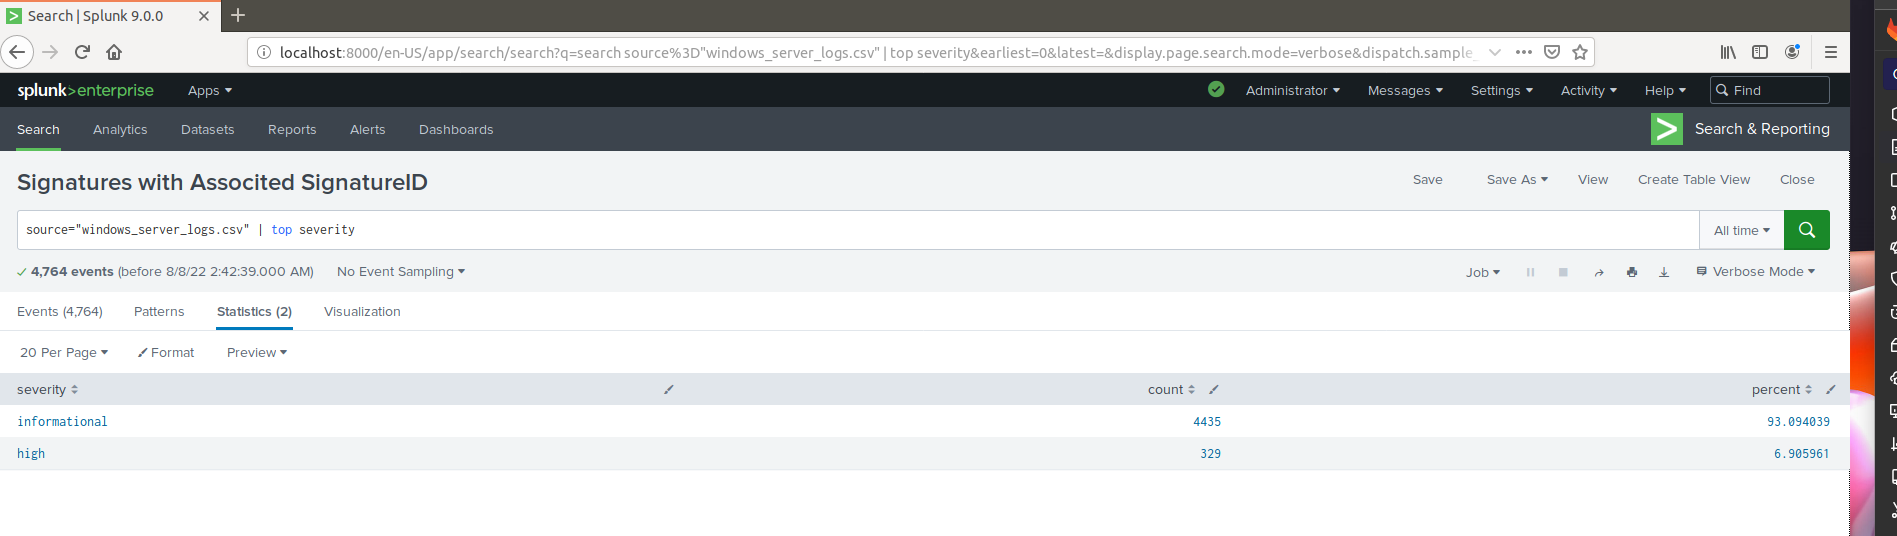 Search | Splunk 9.0.0
localhost:8000/en-US/app/search/search?q=search source%3D"windows_server_logs.csv" | top severity&earliest=0&latest=&display.page.search.mode=verbose&dispatch.sample_
splunk>enterprise Apps Administrator Messages Settings Activity Help Find
Search Analytics Datasets Reports Alerts Dashboards Search & Reporting
Signatures with Associted SignatureID Save Save As View Create Table View Close
source="windows_server_logs.csv" | top severity All time
4,764 events (before 8/8/22 2:42:39.000 AM) No Event Sampling Job Verbose Mode
Events (4,764) Patterns Statistics (2) Visualization
20 Per Page Format Preview
severity count percent
informational 4435 93.094039
high 329 6.905961